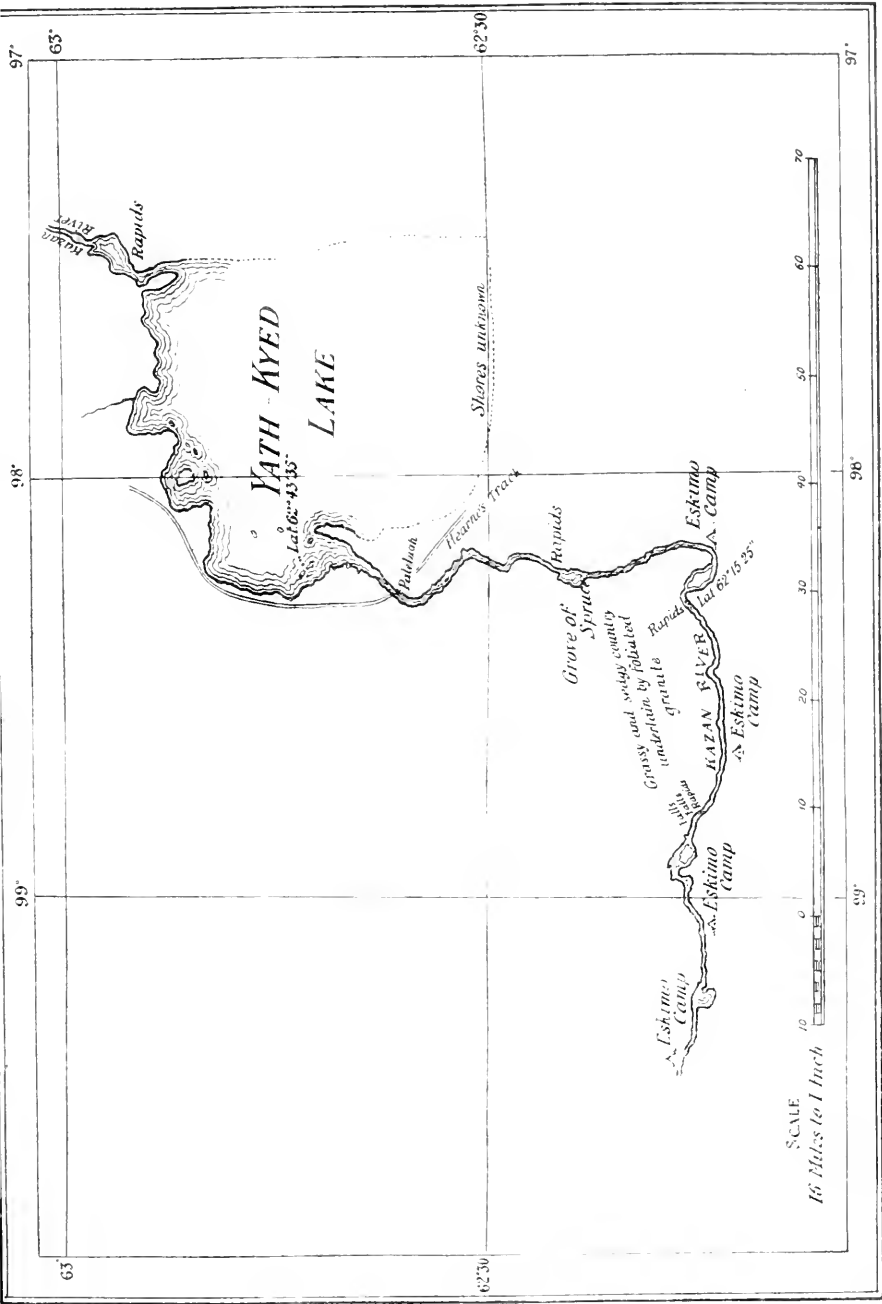 97°
98°
99°
63°
63°
62°30
62°30
97°
98°
99°
Kazan
River
Rapids
YATH-KYED
LAKE
Lat. 62° 43' 35"
Shores unknown
Hearne's Track
Palelnah
Rapids
Grove of
Spruce
Eskimo
Camp
Rapids
Lat 62° 15' 25"
Grassy and sedgy country
underlain by foliated
granite
KAZAN RIVER
Eskimo
Camp
Falls
Rapids
Eskimo
Camp
Eskimo
Camp
SCALE
16 Miles to 1 Inch
10 0 10 20 30 40 50 60 70